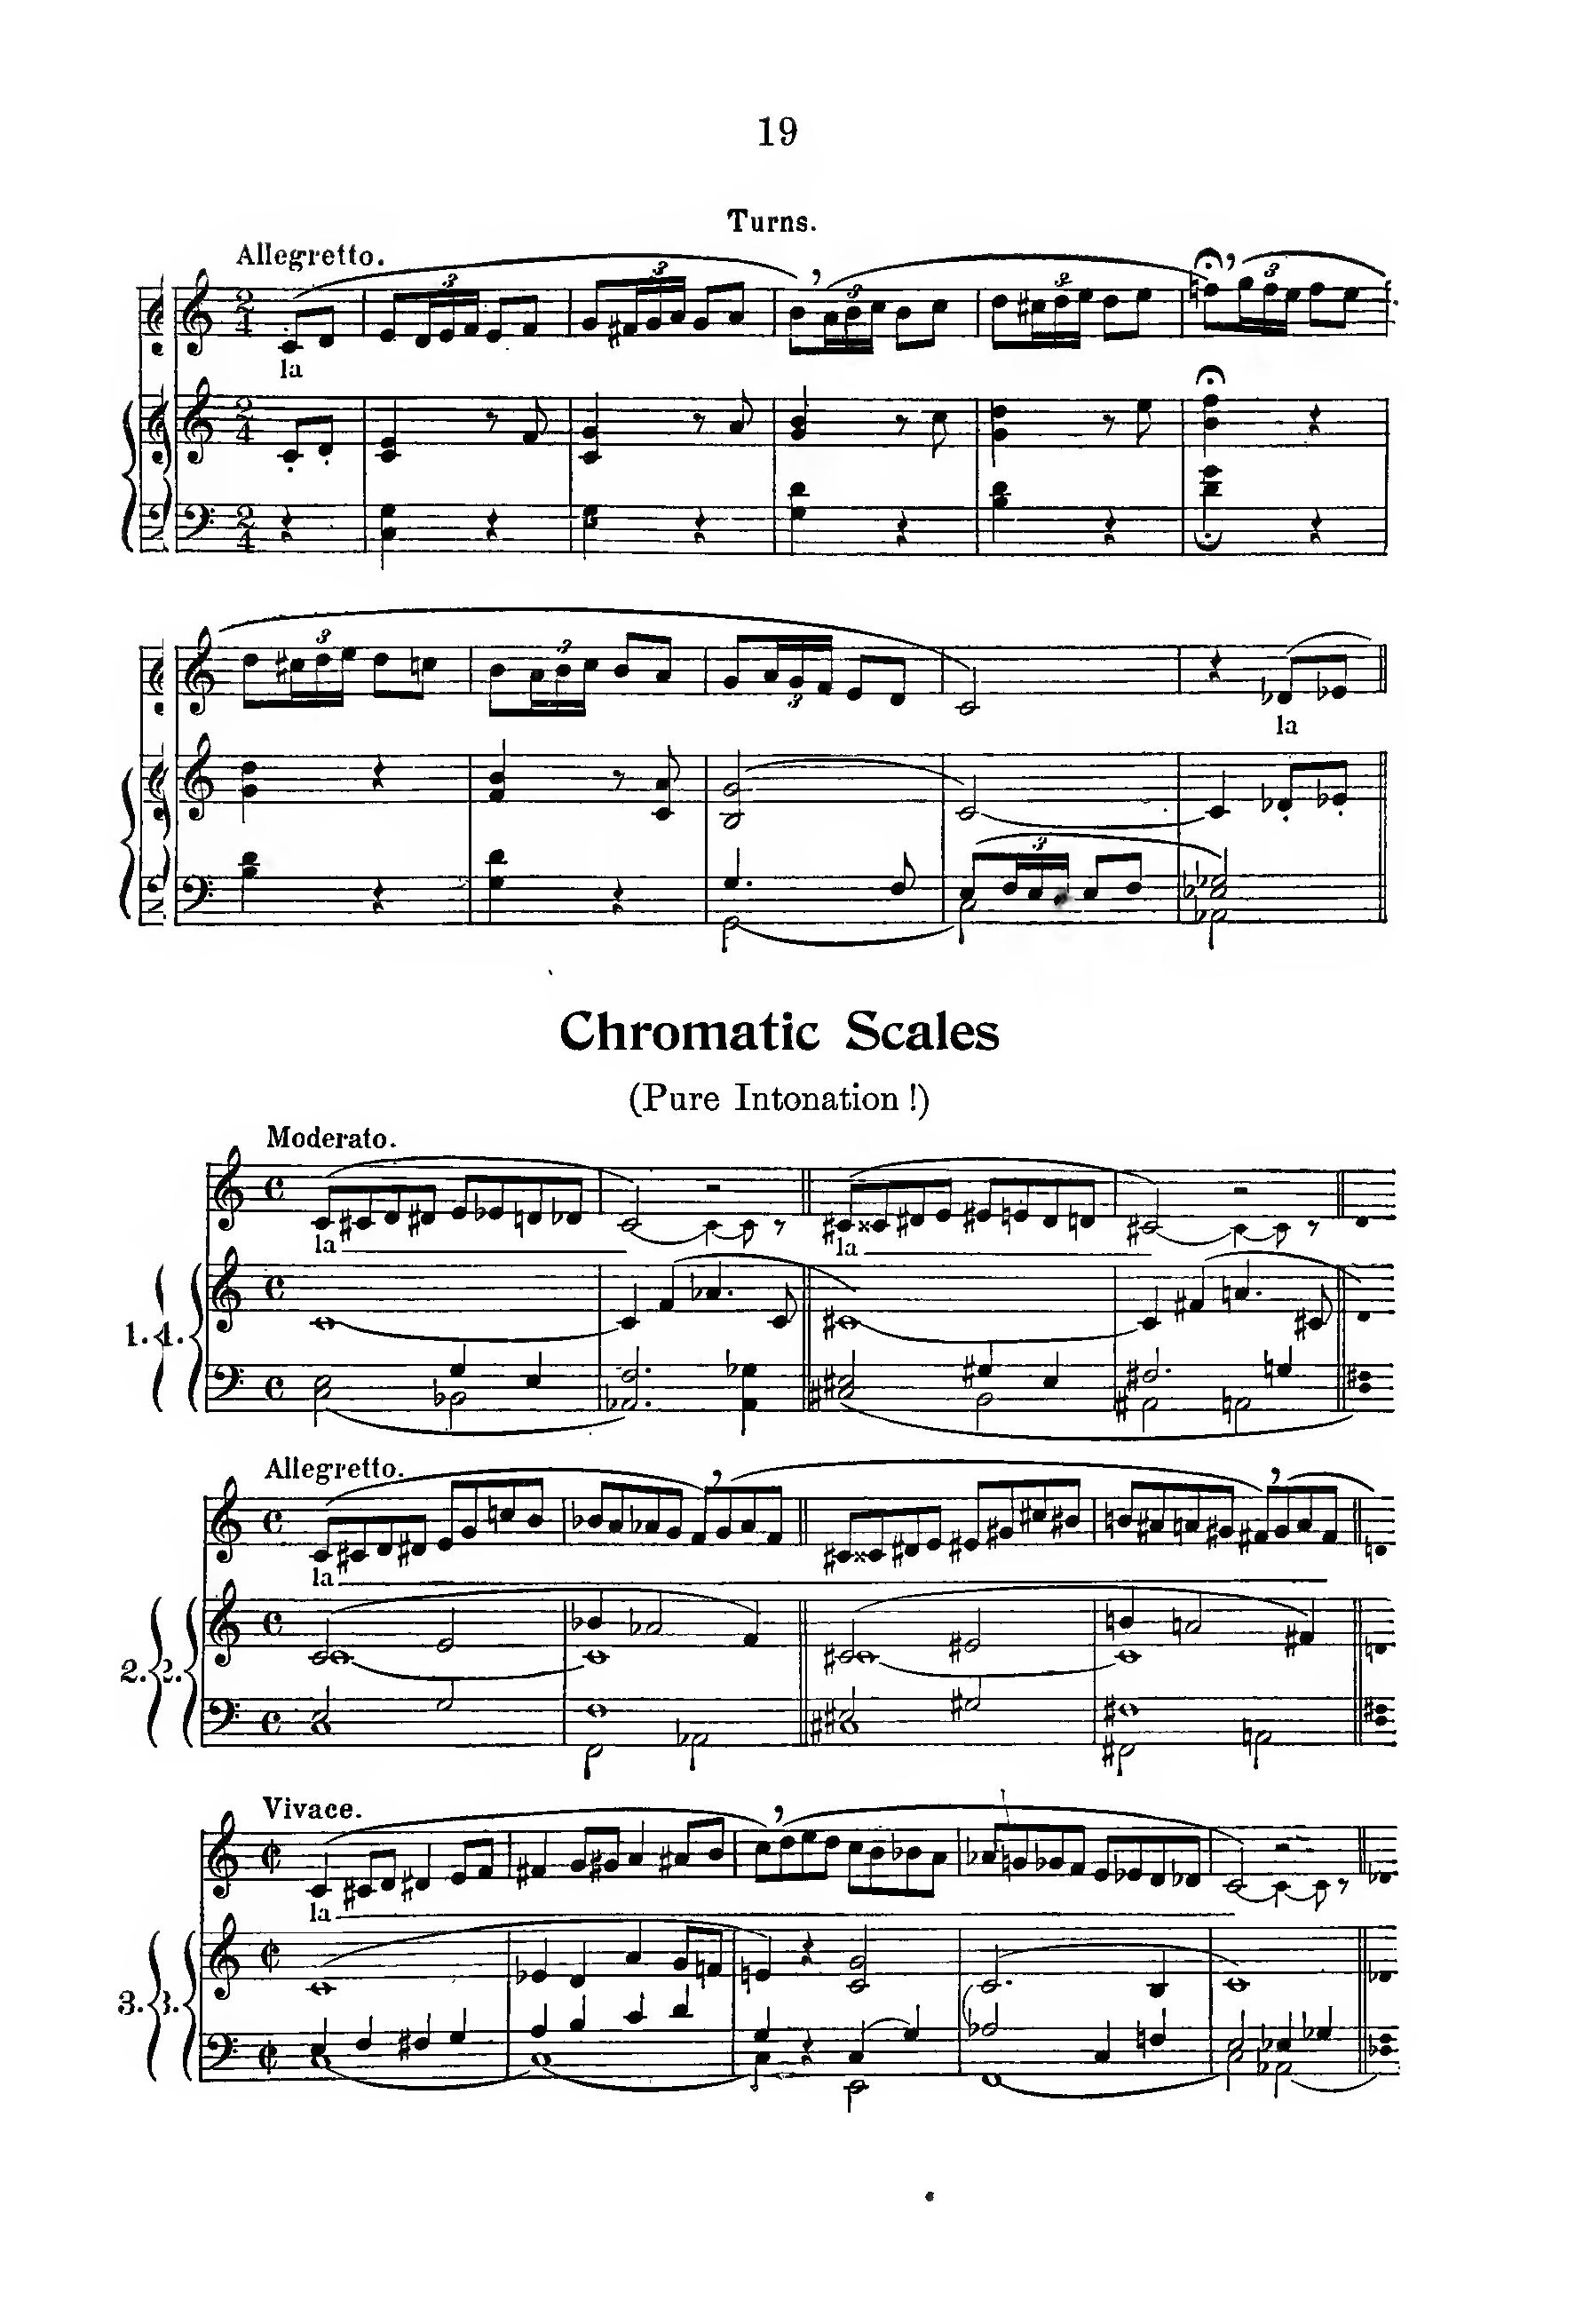 19
Turns.
Allegretto.
la
la
Chromatic Scales
(Pure Intonation!)
Moderato.
la la
1. 1.
Allegretto.
la
2. 2.
Vivace.
la
3. 3.